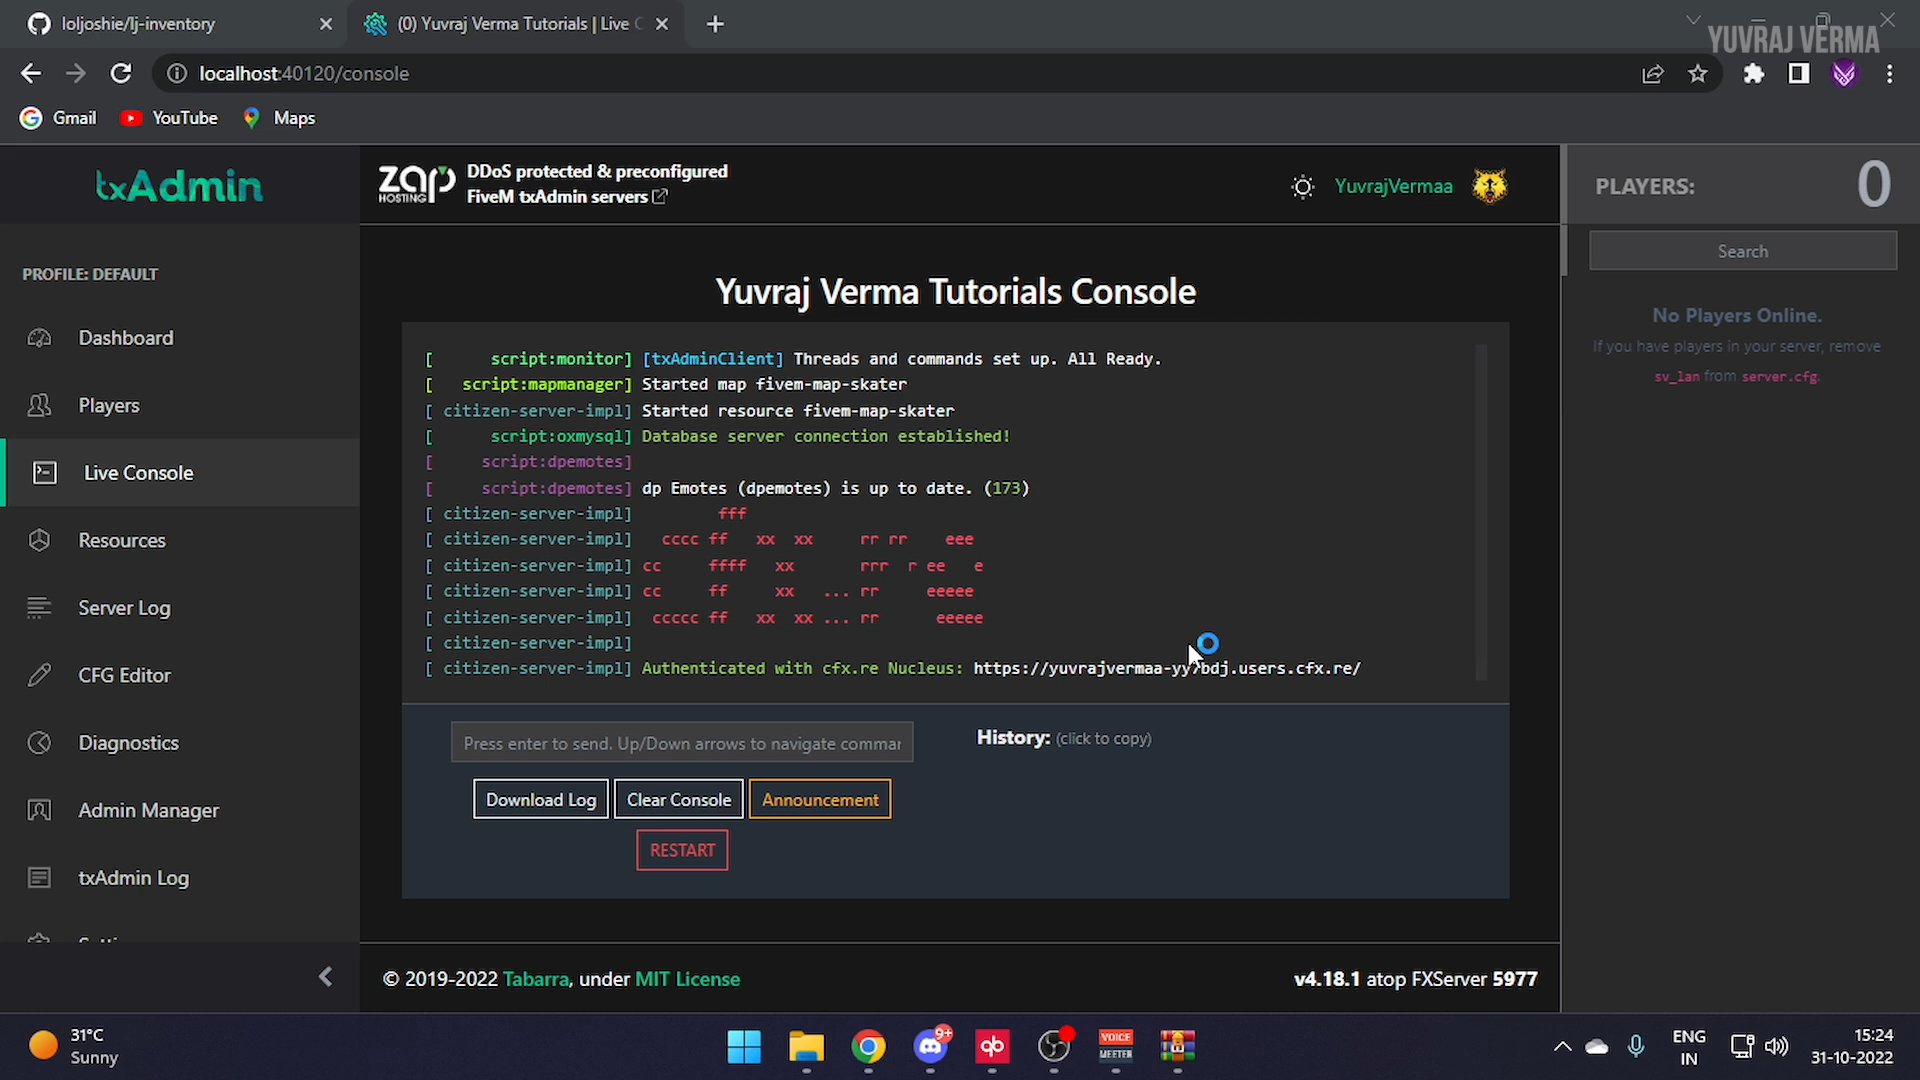 loljoshie/lj-inventory
(0) Yuvraj Verma Tutorials | Live C
YUVRAJ VERMA
localhost:40120/console
Gmail
YouTube
Maps
txAdmin
ZAP HOSTING
DDoS protected & preconfigured
FiveM txAdmin servers
YuvrajVermaa
PLAYERS:
0
Search
No Players Online.
If you have players in your server, remove
sv_lan from server.cfg.
PROFILE: DEFAULT
Dashboard
Players
Live Console
Resources
Server Log
CFG Editor
Diagnostics
Admin Manager
txAdmin Log
Yuvraj Verma Tutorials Console
[ script:monitor] [txAdminClient] Threads and commands set up. All Ready.
[ script:mapmanager] Started map fivem-map-skater
[ citizen-server-impl] Started resource fivem-map-skater
[ script:oxmysql] Database server connection established!
[ script:dpemotes]
[ script:dpemotes] dp Emotes (dpemotes) is up to date. (173)
[ citizen-server-impl] fff
[ citizen-server-impl] cccc ff xx xx rr rr eee
[ citizen-server-impl] cc ffff xx rrr r ee e
[ citizen-server-impl] cc ff xx ... rr eeeee
[ citizen-server-impl] ccccc ff xx xx ... rr eeeee
[ citizen-server-impl]
[ citizen-server-impl] Authenticated with cfx.re Nucleus:
Press enter to send. Up/Down arrows to navigate commar
History: (click to copy)
Download Log
Clear Console
Announcement
RESTART
© 2019-2022 Tabarra, under MIT License
v4.18.1 atop FXServer 5977
31°C
Sunny
9+
qb
VOICE
MEETER
ENG
IN
15:24
31-10-2022